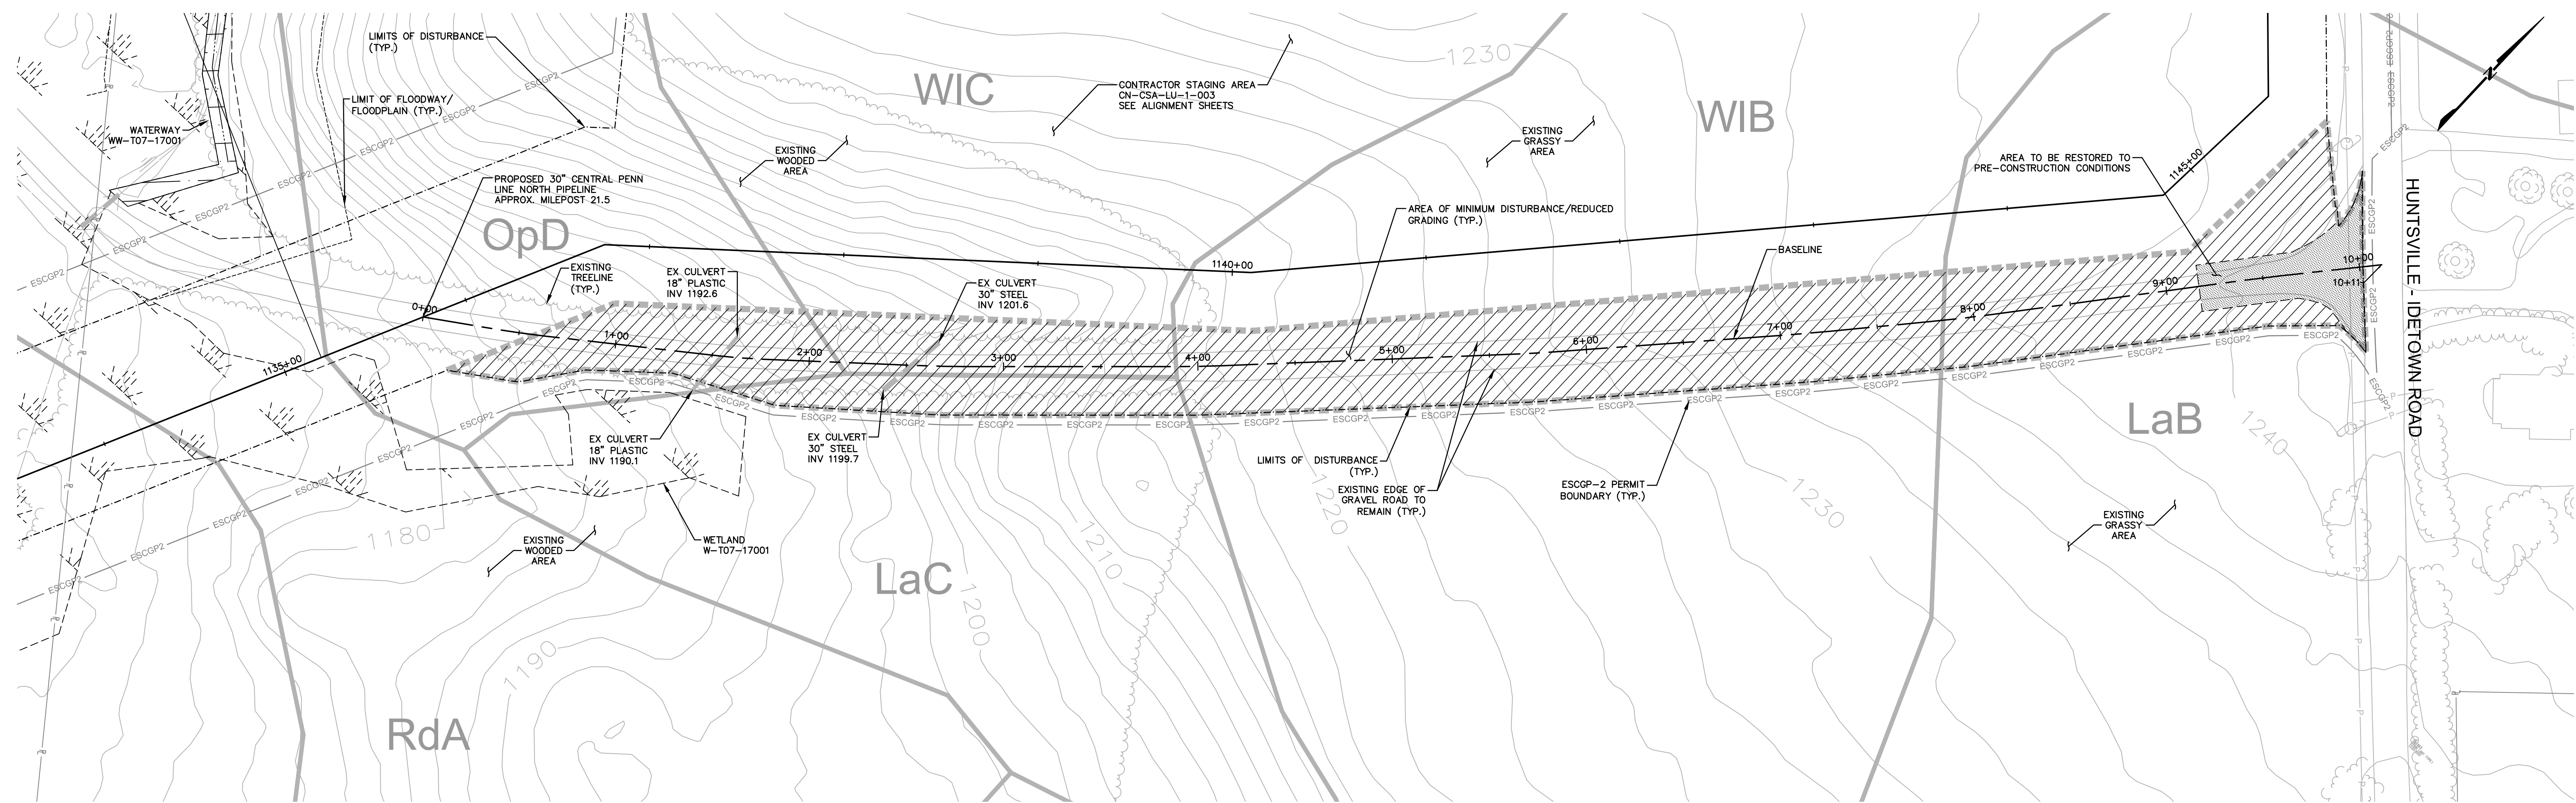 LIMITS OF DISTURBANCE
(TYP.)
LIMIT OF FLOODWAY/
FLOODPLAIN (TYP.)
WATERWAY
WW-T07-17001
PROPOSED 30" CENTRAL PENN
LINE NORTH PIPELINE
APPROX. MILEPOST 21.5
OpD
EXISTING
WOODED
AREA
WIC
CONTRACTOR STAGING AREA
CN-CSA-LU-1-003
SEE ALIGNMENT SHEETS
1230
EXISTING
GRASSY
AREA
WIB
AREA TO BE RESTORED TO
PRE-CONSTRUCTION CONDITIONS
1145+00
N
ESCGP2
ESCGP2
HUNTSVILLE - IDETOWN ROAD
EXISTING
TREELINE
(TYP.)
EX CULVERT
18" PLASTIC
INV 1192.6
EX CULVERT
30" STEEL
INV 1201.6
1140+00
AREA OF MINIMUM DISTURBANCE/REDUCED
GRADING (TYP.)
BASELINE
1135+00
0+00
1+00
2+00
3+00
4+00
5+00
6+00
7+00
8+00
9+00
10+00
10+11
EX CULVERT
18" PLASTIC
INV 1190.1
EX CULVERT
30" STEEL
INV 1199.7
LIMITS OF DISTURBANCE
(TYP.)
EXISTING EDGE OF
GRAVEL ROAD TO
REMAIN (TYP.)
ESCGP-2 PERMIT
BOUNDARY (TYP.)
1220
1230
LaB
1240
EXISTING
GRASSY
AREA
1180
EXISTING
WOODED
AREA
WETLAND
W-T07-17001
LaC
1210
1200
1190
RdA